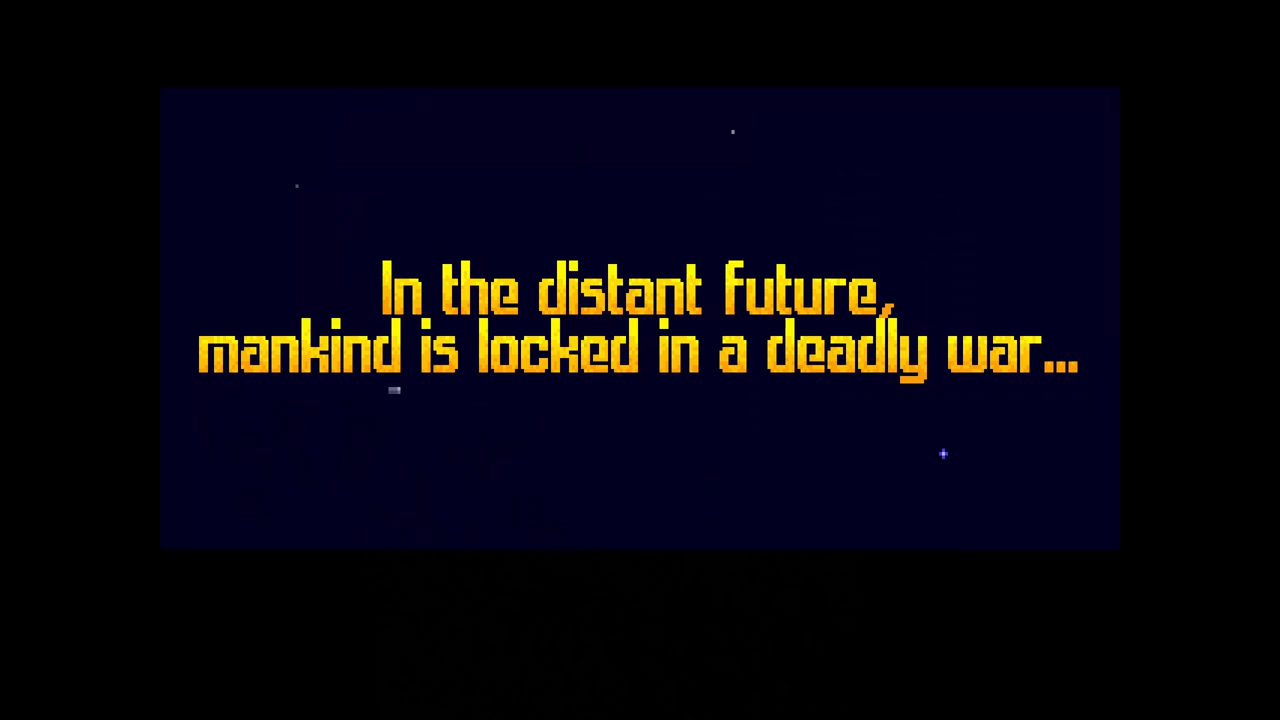 In the distant future,
mankind is locked in a deadly war...